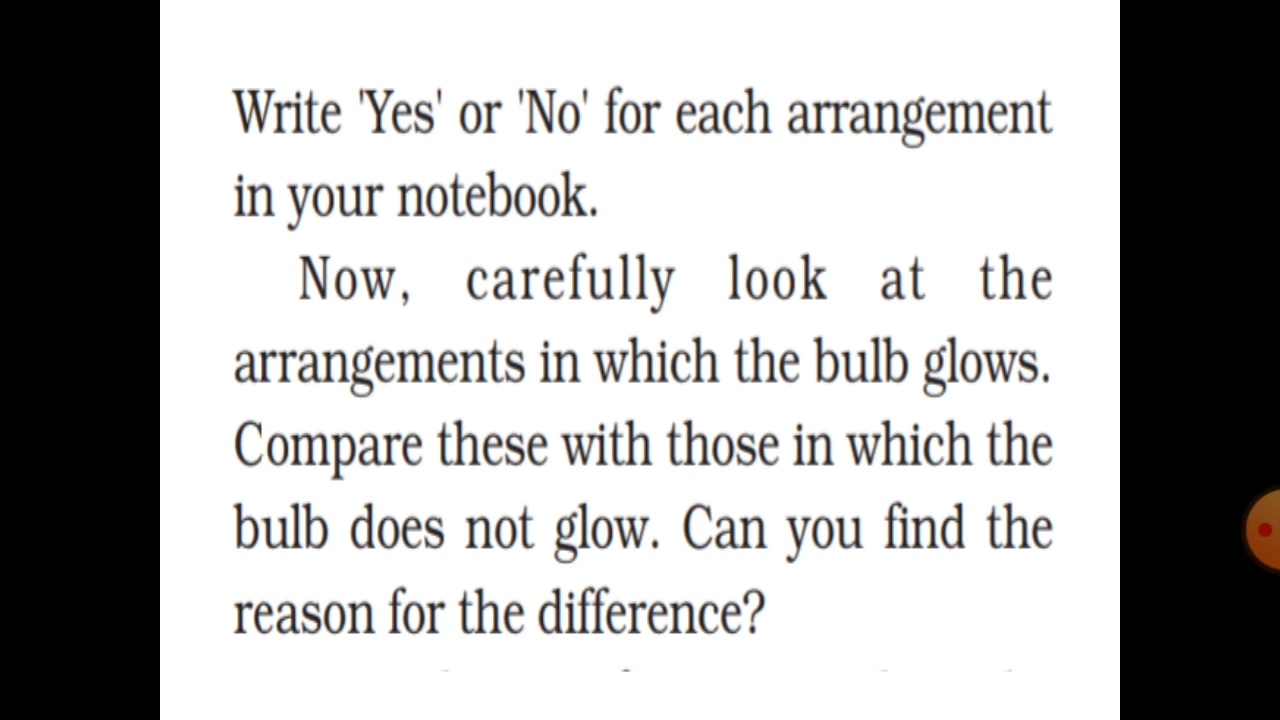 Write 'Yes' or 'No' for each arrangement
in your notebook.
Now, carefully look at the
arrangements in which the bulb glows.
Compare these with those in which the
bulb does not glow. Can you find the
reason for the difference?